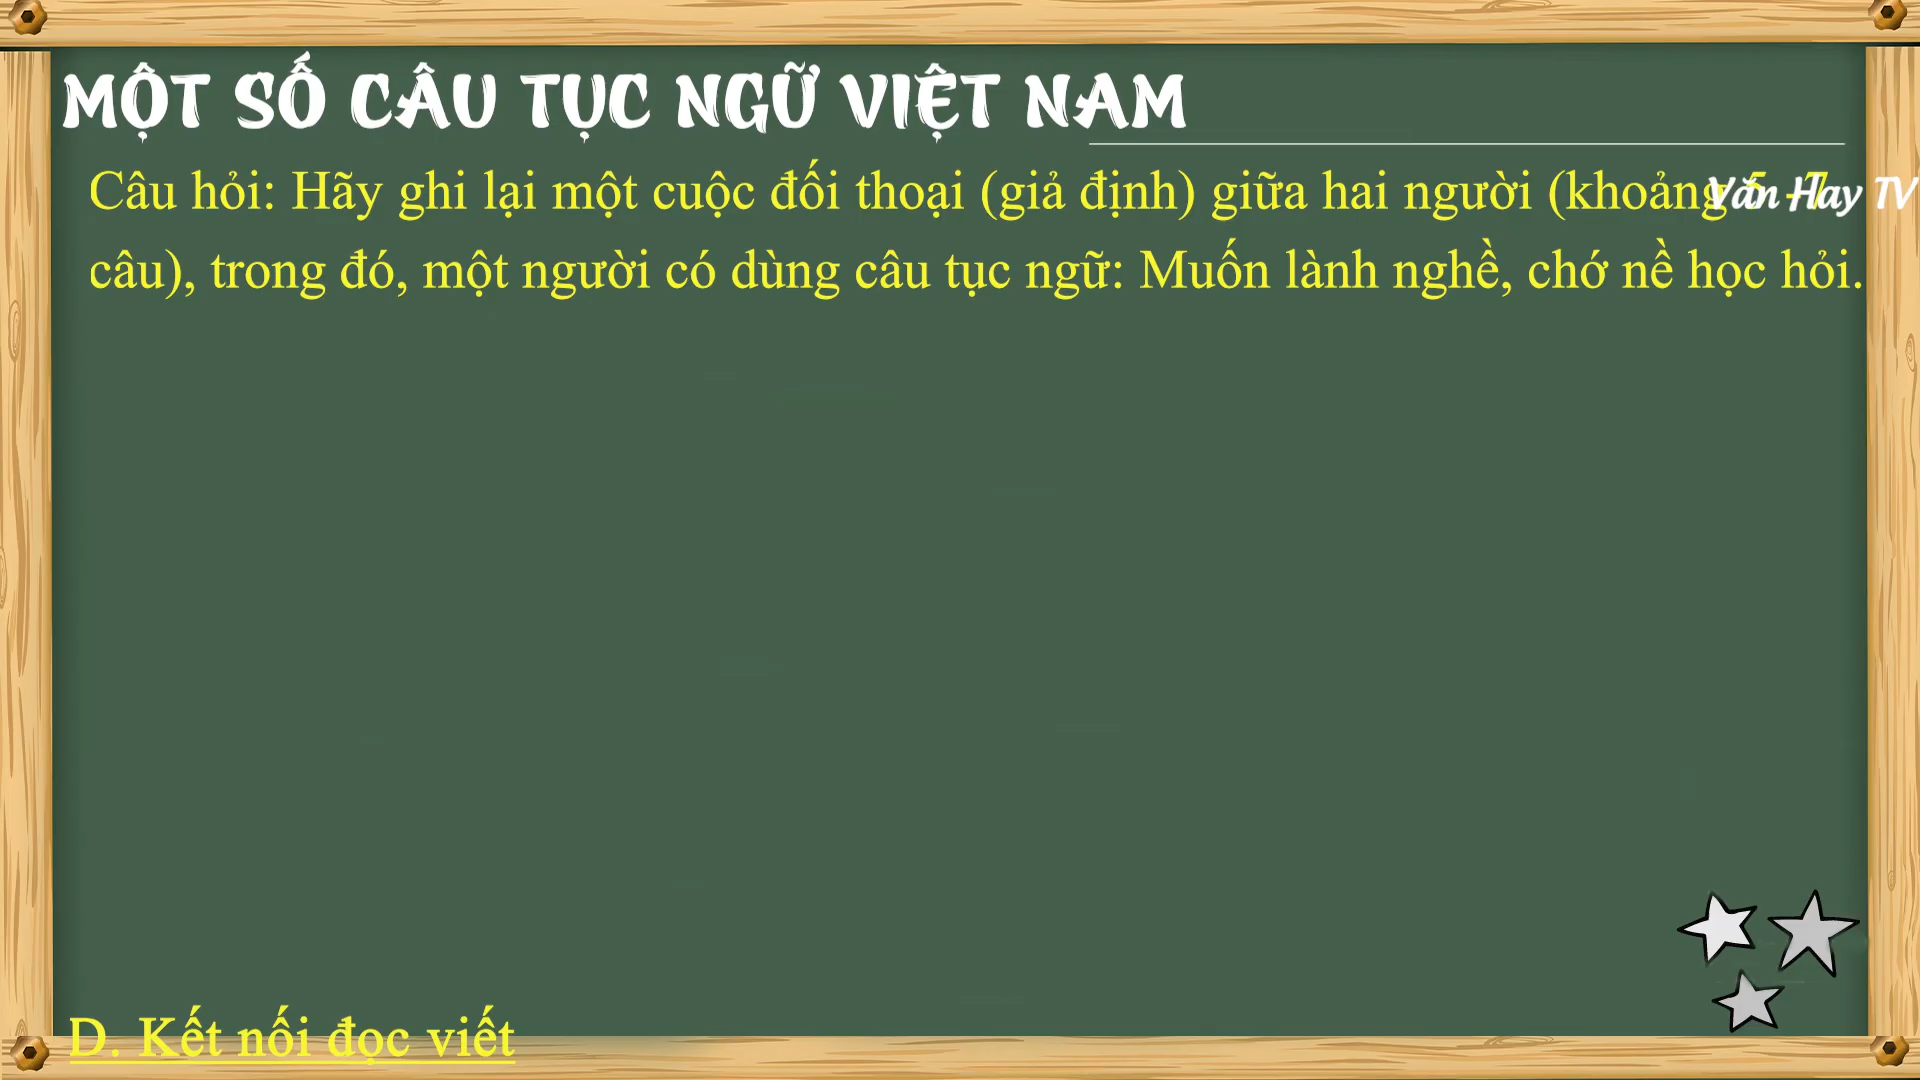 MỘT SỐ CÂU TỤC NGỮ VIỆT NAM
Câu hỏi: Hãy ghi lại một cuộc đối thoại (giả định) giữa hai người (khoảng 5 - 7
Văn Hay TV
câu), trong đó, một người có dùng câu tục ngữ: Muốn lành nghề, chớ nề học hỏi.
D. Kết nối đọc viết